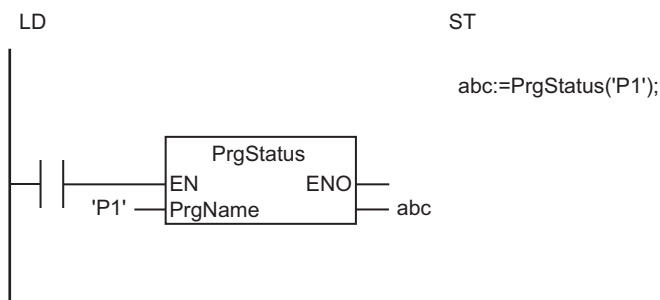 LD
ST
abc:=PrgStatus('P1');
PrgStatus
EN ENO
'P1' PrgName abc